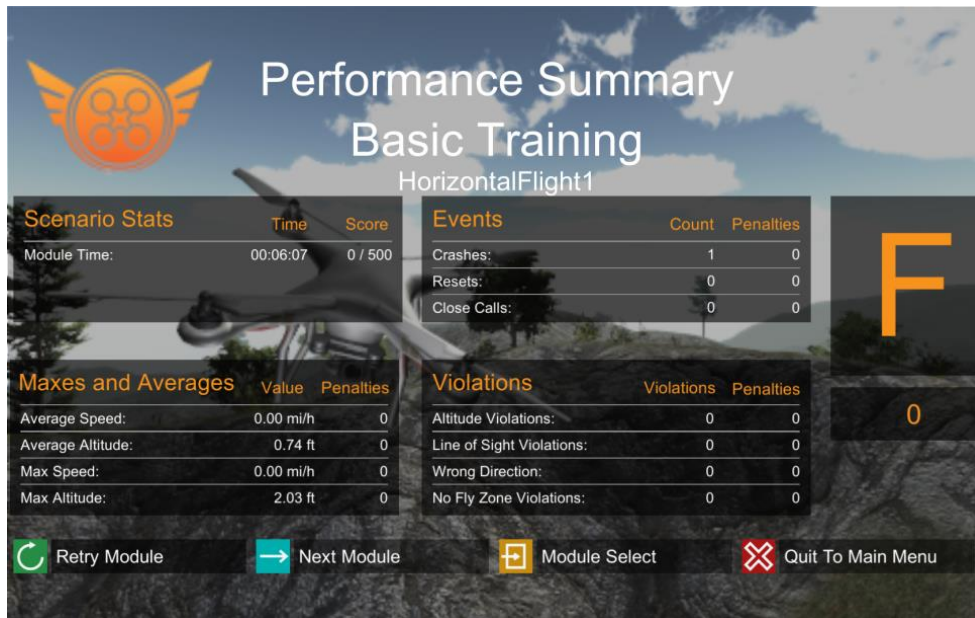 Performance Summary
Basic Training
HorizontalFlight1
Scenario Stats Time Score
Module Time: 00:06:07 0 / 500
Events Count Penalties
Crashes: 1 0
Resets: 0 0
Close Calls: 0 0
F
0
Maxes and Averages Value Penalties
Average Speed: 0.00 mi/h 0
Average Altitude: 0.74 ft 0
Max Speed: 0.00 mi/h 0
Max Altitude: 2.03 ft 0
Violations Violations Penalties
Altitude Violations: 0 0
Line of Sight Violations: 0 0
Wrong Direction: 0 0
No Fly Zone Violations: 0 0
Retry Module Next Module Module Select Quit To Main Menu